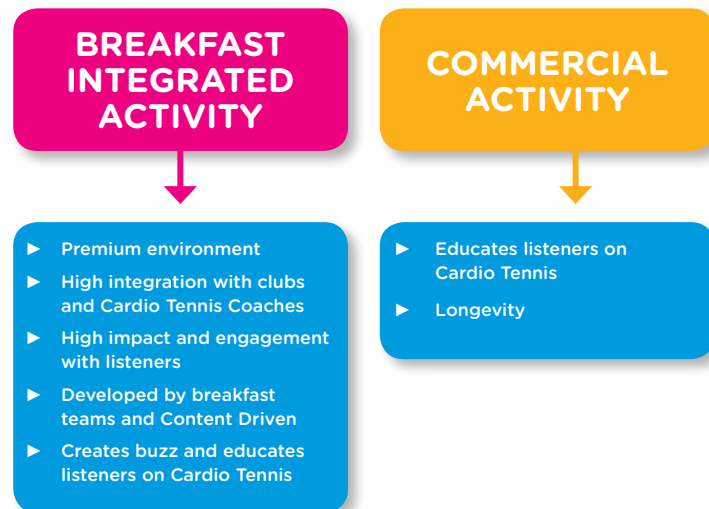 BREAKFAST
INTEGRATED
ACTIVITY
► Premium environment
► High integration with clubs
and Cardio Tennis Coaches
► High impact and engagement
with listeners
► Developed by breakfast
teams and Content Driven
► Creates buzz and educates
listeners on Cardio Tennis
COMMERCIAL
ACTIVITY
► Educates listeners on
Cardio Tennis
► Longevity